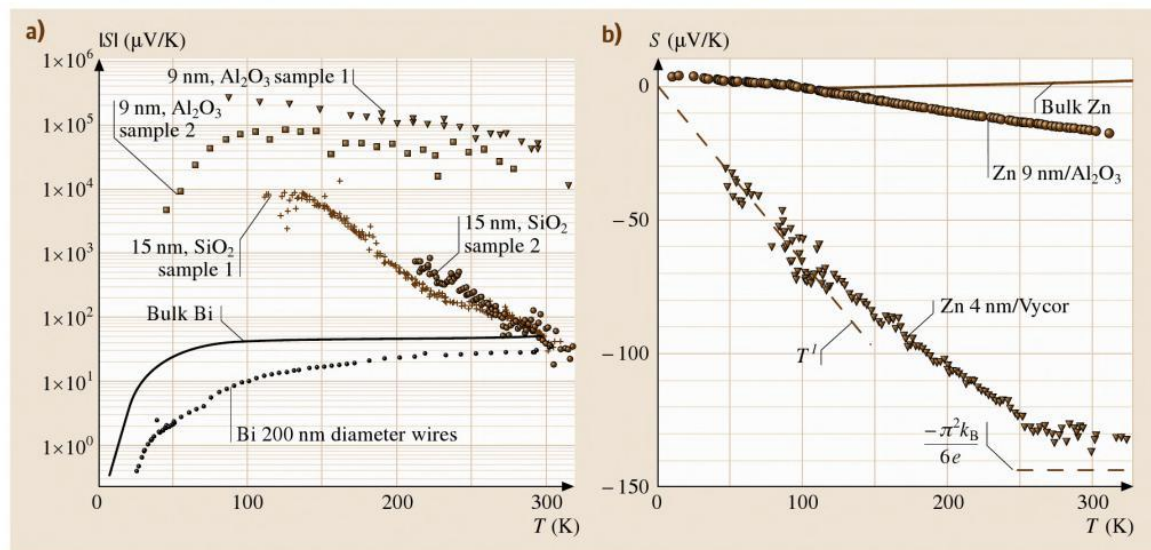 a)
|S| (μV/K)
1×10⁶
1×10⁵
1×10⁴
1×10³
1×10²
1×10¹
1×10⁰
9 nm, Al₂O₃ sample 1
9 nm, Al₂O₃
sample 2
15 nm, SiO₂
sample 1
15 nm, SiO₂
sample 2
Bulk Bi
Bi 200 nm diameter wires
0 50 100 150 200 250 300
T (K)
b)
S (μV/K)
0
−50
−100
−150
Bulk Zn
Zn 9 nm/Al₂O₃
Zn 4 nm/Vycor
T¹
−π²k_B
6e
0 100 200 300
T (K)